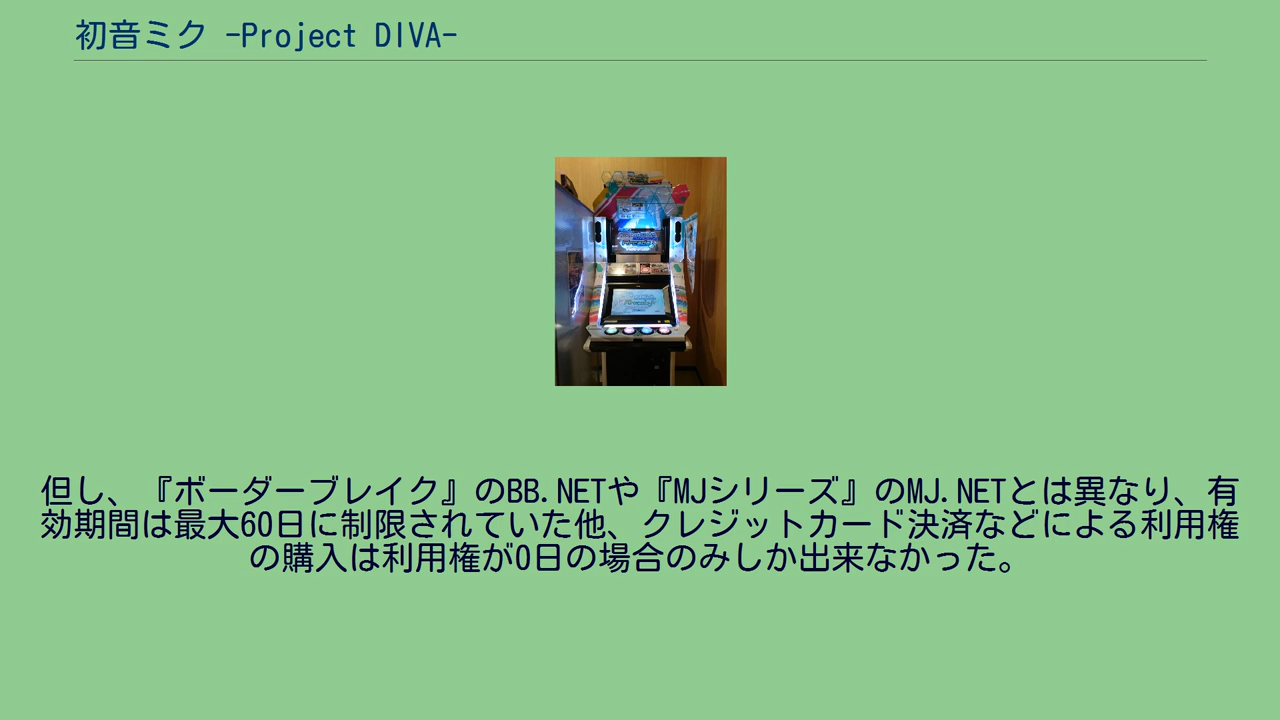 初音ミク -Project DIVA-
但し、『ボーダーブレイク』のBB.NETや『MJシリーズ』のMJ.NETとは異なり、有
効期間は最大60日に制限されていた他、クレジットカード決済などによる利用権
の購入は利用権が0日の場合のみしか出来なかった。